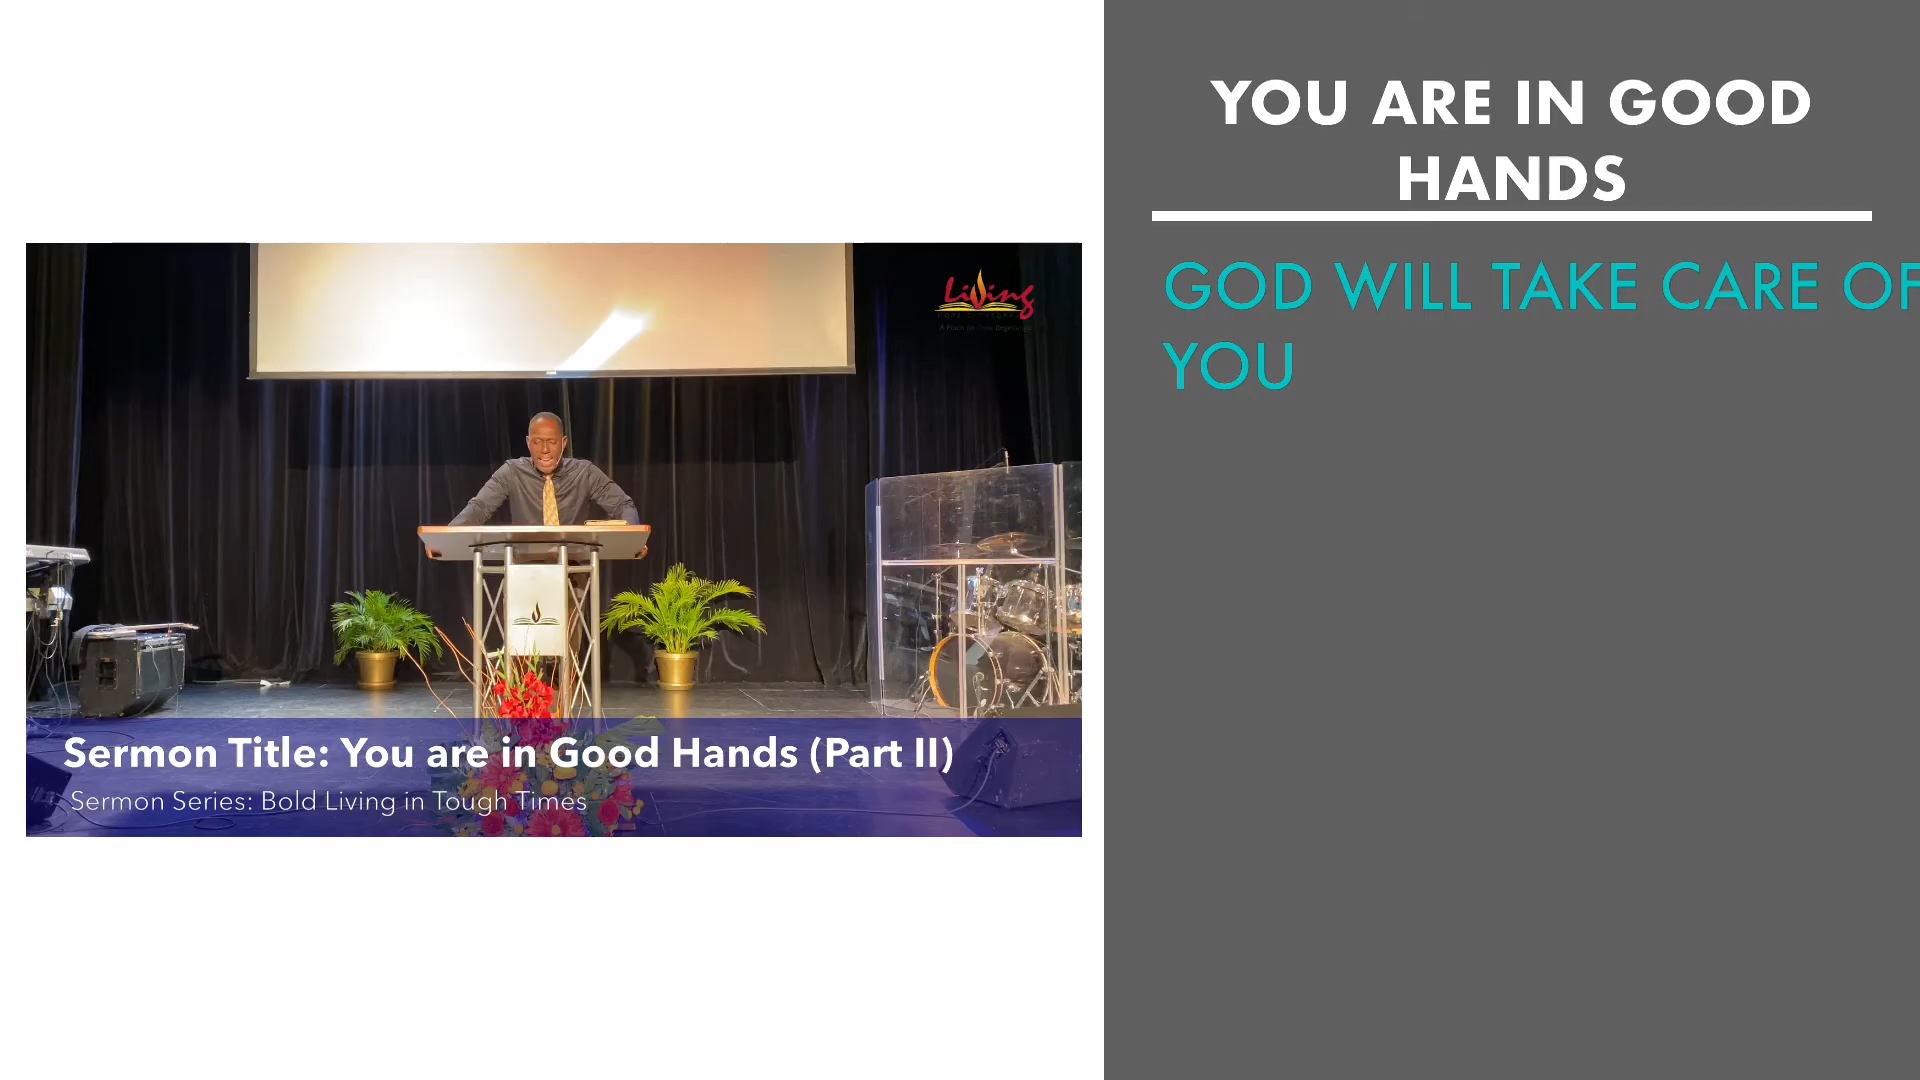 YOU ARE IN GOOD
HANDS
GOD WILL TAKE CARE OF
YOU
Living
Sermon Title: You are in Good Hands (Part II)
Sermon Series: Bold Living in Tough Times